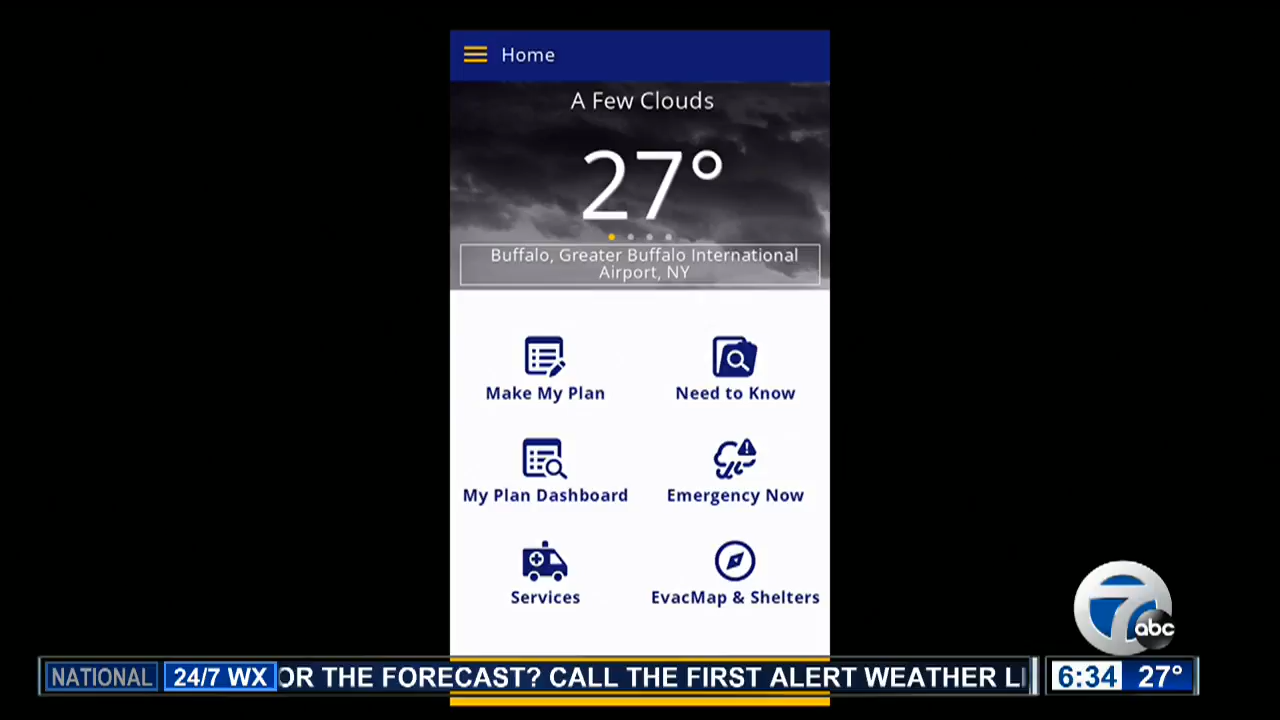 Home
A Few Clouds
27°
Buffalo, Greater Buffalo International
Airport, NY
Make My Plan
Need to Know
My Plan Dashboard
Emergency Now
Services
EvacMap & Shelters
7
abc
NATIONAL
24/7 WX
OR THE FORECAST? CALL THE FIRST ALERT WEATHER L
6:34
27°